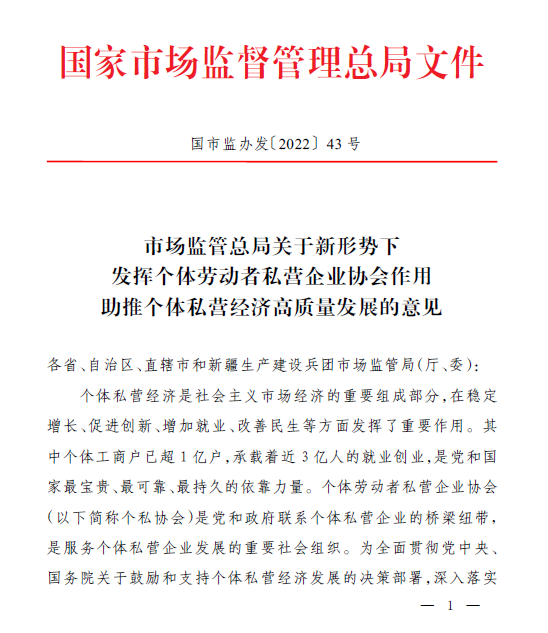 国家市场监督管理总局文件
国市监办发〔2022〕43 号
市场监管总局关于新形势下
发挥个体劳动者私营企业协会作用
助推个体私营经济高质量发展的意见
各省、自治区、直辖市和新疆生产建设兵团市场监管局(厅、委):
个体私营经济是社会主义市场经济的重要组成部分,在稳定
增长、促进创新、增加就业、改善民生等方面发挥了重要作用。其
中个体工商户已超 1 亿户,承载着近 3 亿人的就业创业,是党和国
家最宝贵、最可靠、最持久的依靠力量。个体劳动者私营企业协会
(以下简称个私协会)是党和政府联系个体私营企业的桥梁纽带,
是服务个体私营企业发展的重要社会组织。为全面贯彻党中央、
国务院关于鼓励和支持个体私营经济发展的决策部署,深入落实
— 1 —